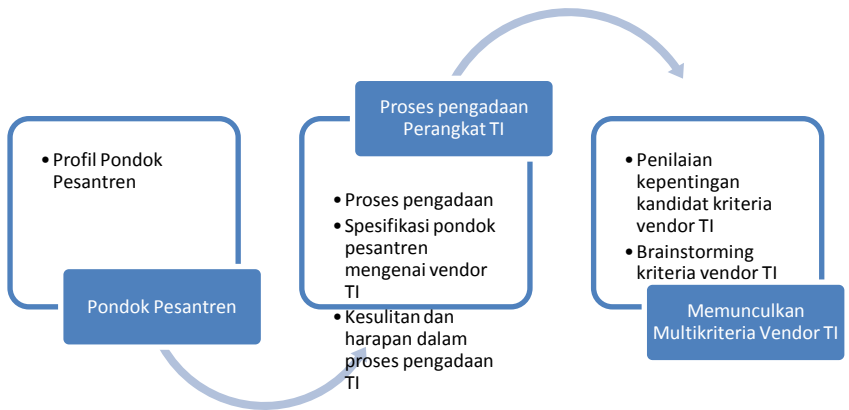 • Profil Pondok
Pesantren
Pondok Pesantren
Proses pengadaan
Perangkat TI
• Proses pengadaan
• Spesifikasi pondok
pesantren
mengenai vendor
TI
• Kesulitan dan
harapan dalam
proses pengadaan
TI
• Penilaian
kepentingan
kandidat kriteria
vendor TI
• Brainstorming
kriteria vendor TI
Memunculkan
Multikriteria Vendor TI